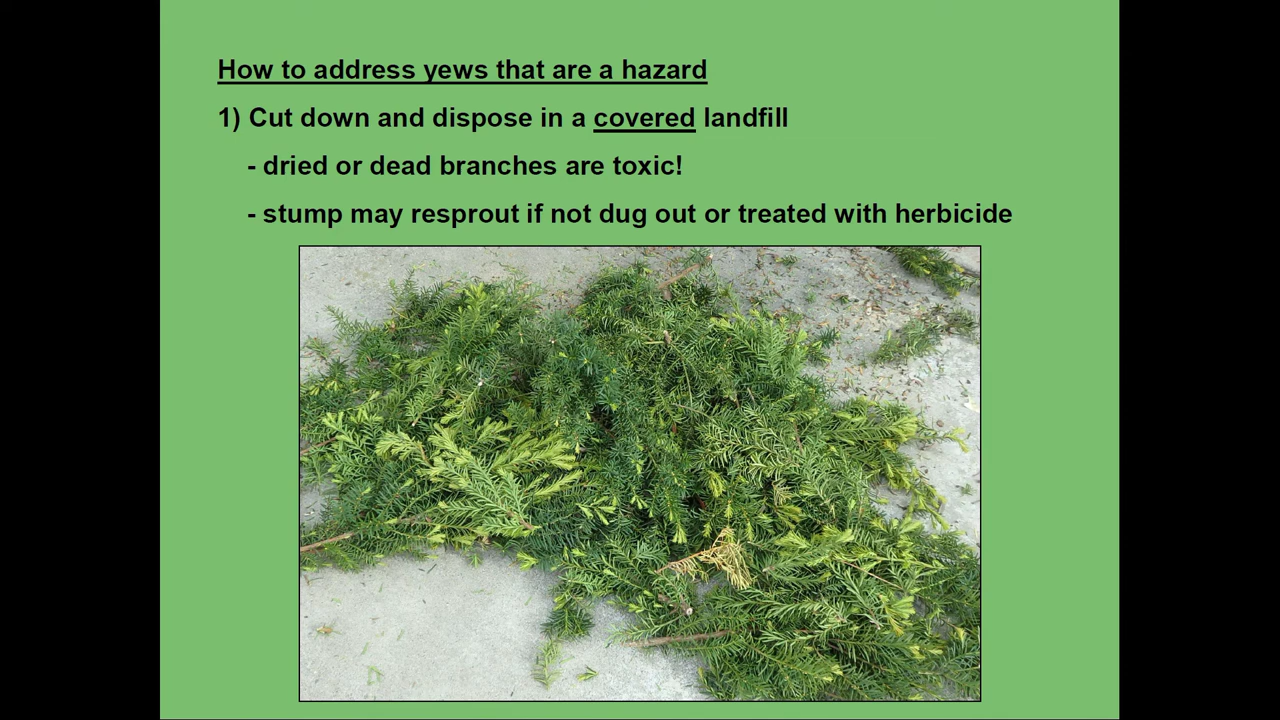 How to address yews that are a hazard
1) Cut down and dispose in a covered landfill
- dried or dead branches are toxic!
- stump may resprout if not dug out or treated with herbicide